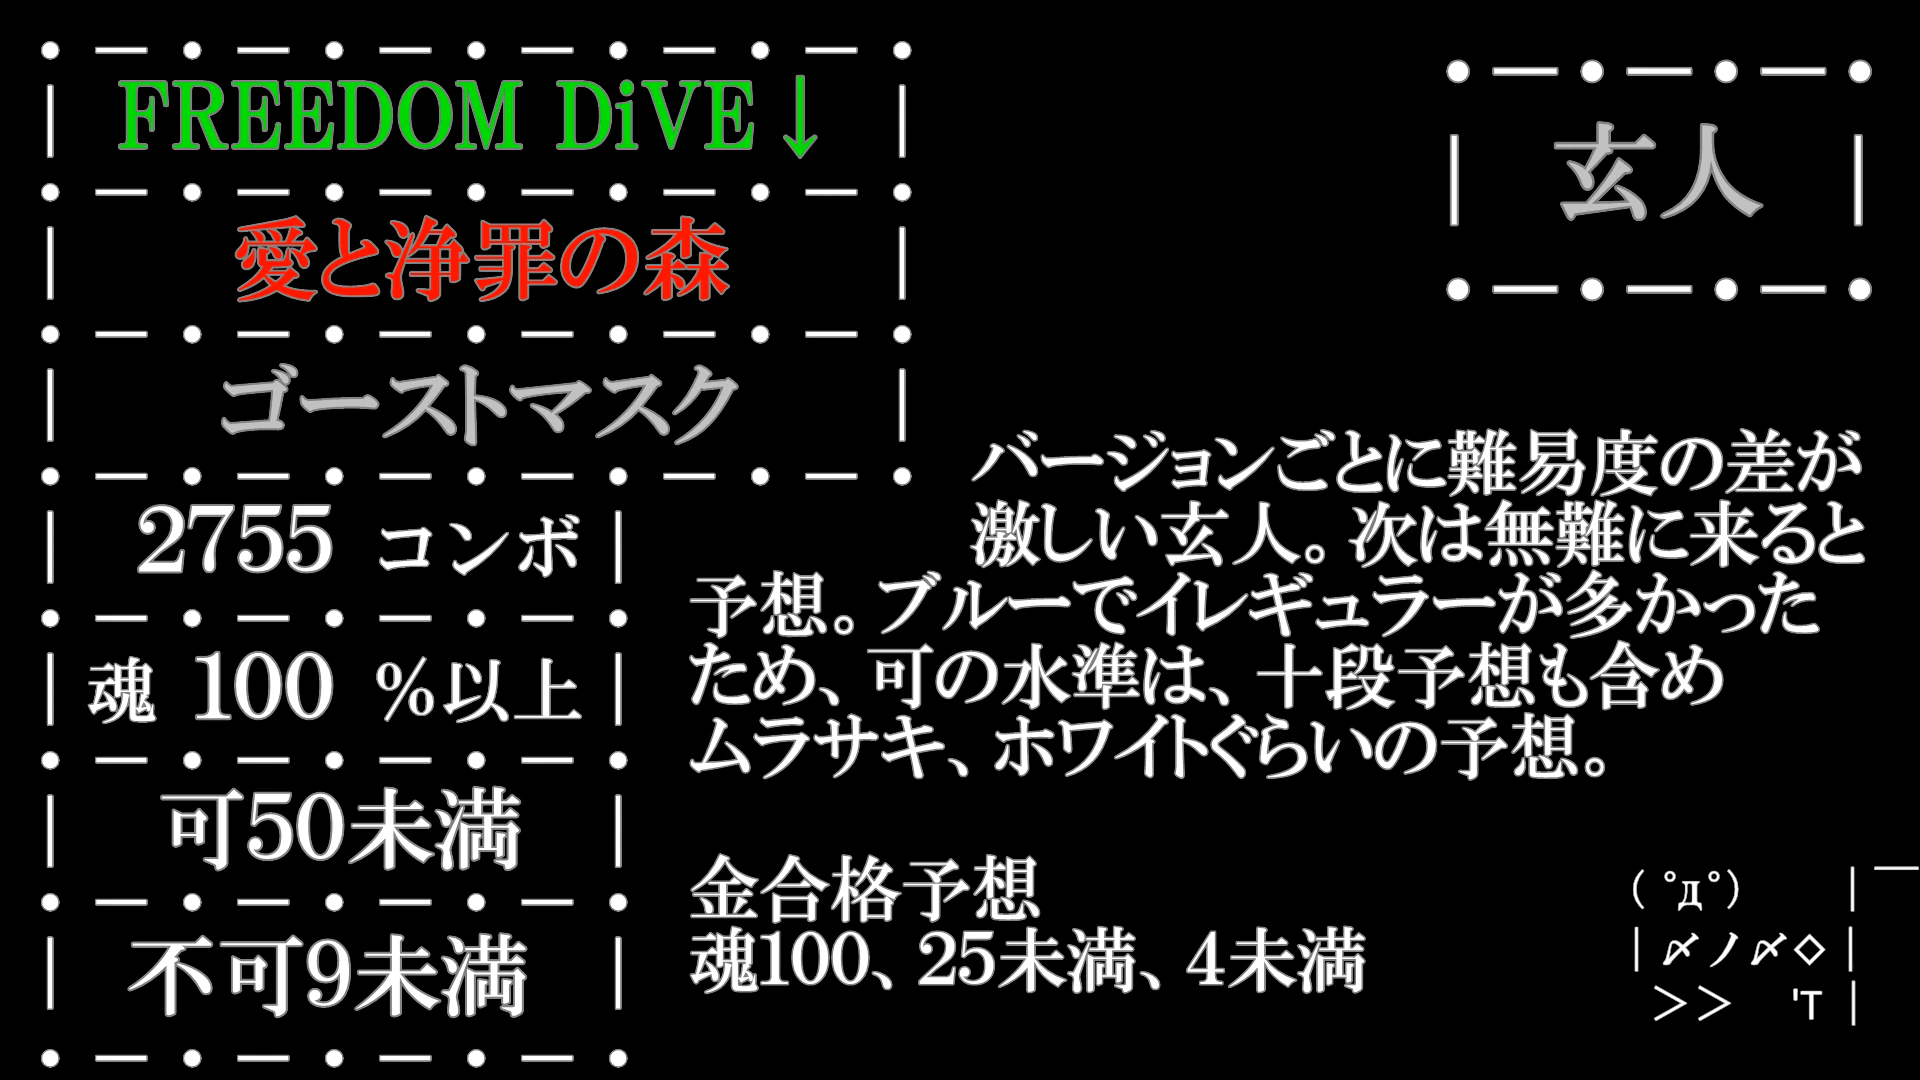 FREEDOM DiVE↓
愛と浄罪の森
ゴーストマスク
2755 コンボ
魂 100 %以上
可50未満
不可9未満
玄人
バージョンごとに難易度の差が
激しい玄人。次は無難に来ると
予想。ブルーでイレギュラーが多かった
ため、可の水準は、十段予想も含め
ムラサキ、ホワイトぐらいの予想。
金合格予想
魂100、25未満、4未満
( ﾟдﾟ) |￣
| 〆ノ〆◇ |
>> 'T |